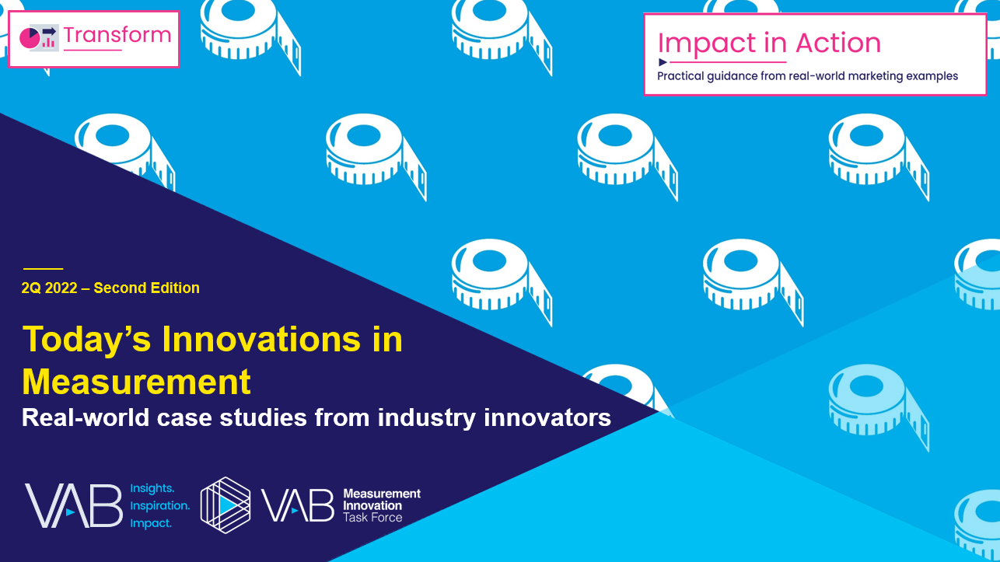 Transform
Impact in Action
Practical guidance from real-world marketing examples
2Q 2022 – Second Edition
Today’s Innovations in
Measurement
Real-world case studies from industry innovators
VAB
Insights.
Inspiration.
Impact.
VAB
Measurement
Innovation
Task Force